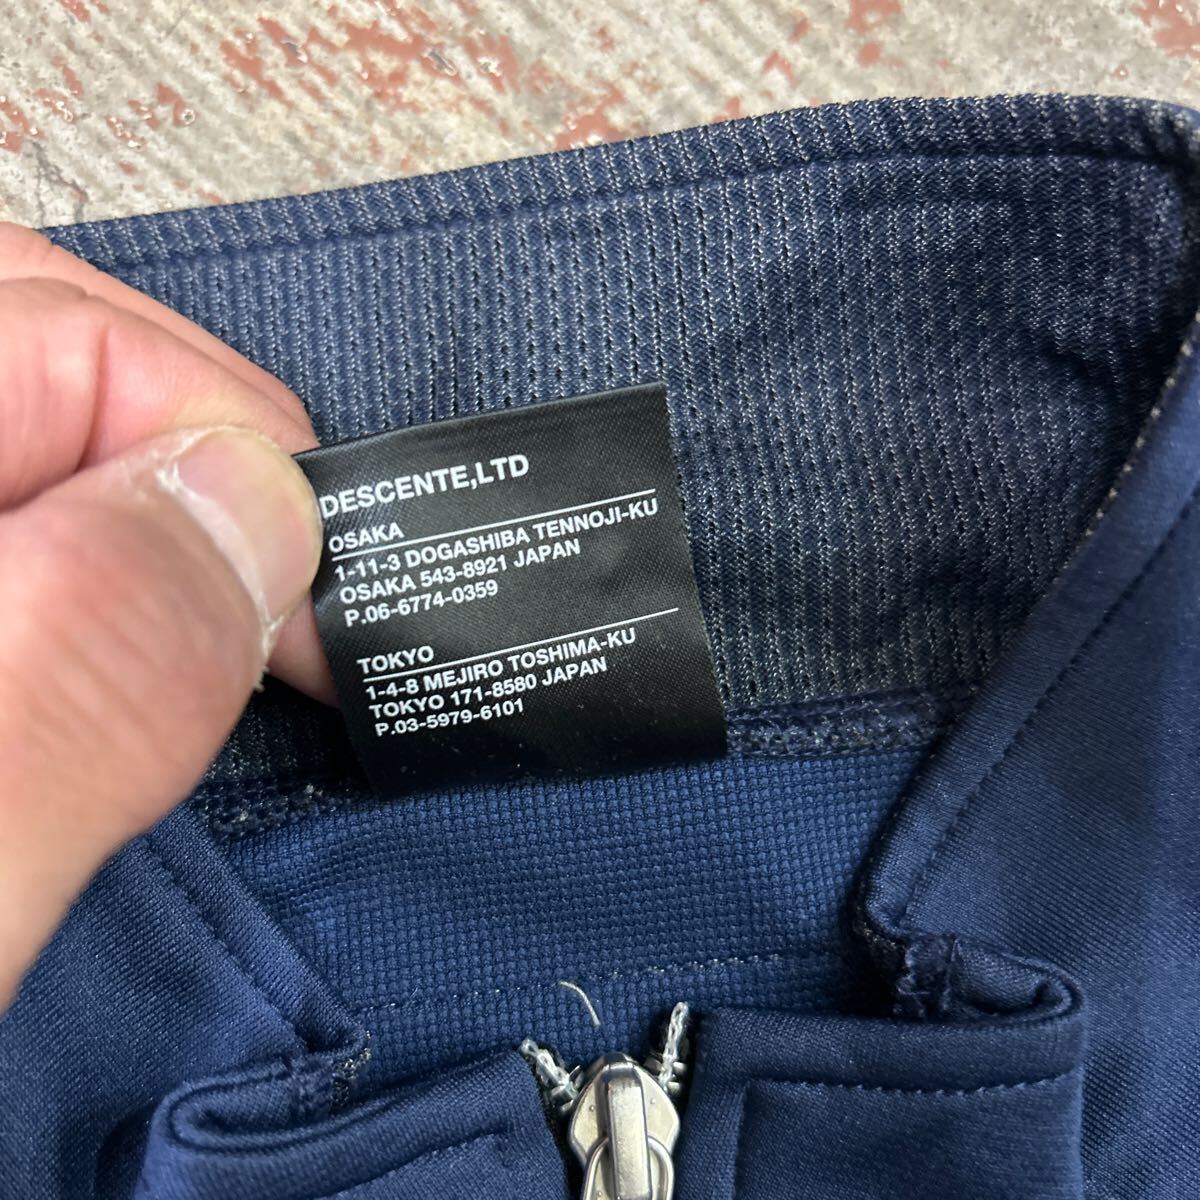 DESCENTE,LTD
OSAKA
1-11-3 DOGASHIBA TENNOJI-KU
OSAKA 543-8921 JAPAN
P.06-6774-0359
TOKYO
1-4-8 MEJIRO TOSHIMA-KU
TOKYO 171-8580 JAPAN
P.03-5979-6101